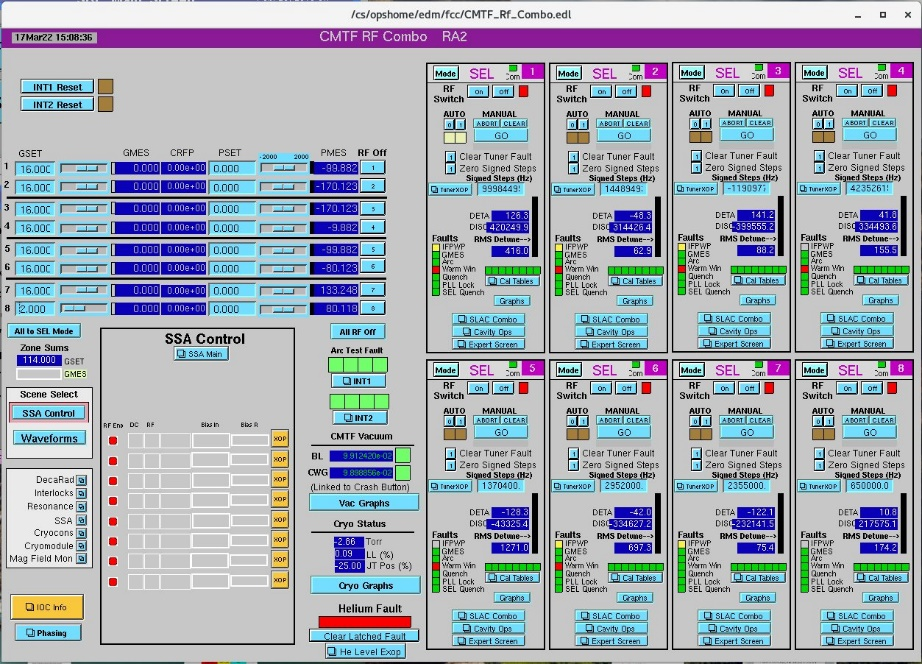 /cs/opshome/edm/fcc/CMTF_Rf_Combo.edl
17Mar22 15:08:36
CMTF RF Combo RA2
INT1 Reset
INT2 Reset
GSET GMES CRFP PSET -2000 2000 PMES RF Off
1 16.000 0.000 0.00e+00 0.000 -99.882 1
2 16.000 0.000 0.00e+00 0.000 -170.123 2
3 16.000 0.000 0.00e+00 0.000 -170.123 3
4 16.000 0.000 0.00e+00 0.000 -9.882 4
5 16.000 0.000 0.00e+00 0.000 -99.882 5
6 16.000 0.000 0.00e+00 0.000 -80.123 6
7 16.000 0.000 0.00e+00 0.000 133.248 7
8 2.000 0.000 0.00e+00 0.000 80.118 8
All to SEL Mode
Zone Sums
114.000 GSET
GMES
Scene Select
SSA Control
Waveforms
DecaRad
Interlocks
Resonance
SSA
Cryocons
Cryomodule
Mag Field Mon
IOC Info
Phasing
SSA Control
SSA Main
RF Ena DC RF Bias In Bias R
XOP
XOP
XOP
XOP
XOP
XOP
XOP
XOP
All RF Off
Arc Test Fault
INT1
INT2
CMTF Vacuum
BL 9.912420e-02
CWG 9.898856e-02
(Linked to Crash Button)
Vac Graphs
Cryo Status
-2.66 Torr
0.09 LL (%)
-25.00 JT Pos (%)
Cryo Graphs
Helium Fault
Clear Latched Fault
He Level Exop
Mode SEL Com 1
RF Switch On Off
AUTO MANUAL
0 1 ABORT CLEAR
GO
1 Clear Tuner Fault
1 Zero Signed Steps
Signed Steps (Hz)
TunerXOP 9998449
DETA 126.3
DISC 420249.9
Faults RMS Detune-->
IFPWP 416.0
GMES
Arc
Warm Win
Quench Cal Tables
PLL Lock
SEL Quench
Graphs
SLAC Combo
Cavity Ops
Expert Screen
Mode SEL Com 2
RF Switch On Off
AUTO MANUAL
0 1 ABORT CLEAR
GO
1 Clear Tuner Fault
1 Zero Signed Steps
Signed Steps (Hz)
TunerXOP 1448949
DETA -48.3
DISC 314426.4
Faults RMS Detune-->
IFPWP 62.9
GMES
Arc
Warm Win
Quench Cal Tables
PLL Lock
SEL Quench
Graphs
SLAC Combo
Cavity Ops
Expert Screen
Mode SEL Com 3
RF Switch On Off
AUTO MANUAL
0 1 ABORT CLEAR
GO
1 Clear Tuner Fault
1 Zero Signed Steps
Signed Steps (Hz)
TunerXOP -119097
DETA 141.2
DISC -399555.2
Faults RMS Detune-->
IFPWP 88.2
GMES
Arc
Warm Win
Quench Cal Tables
PLL Lock
SEL Quench
Graphs
SLAC Combo
Cavity Ops
Expert Screen
Mode SEL Com 4
RF Switch On Off
AUTO MANUAL
0 1 ABORT CLEAR
GO
1 Clear Tuner Fault
1 Zero Signed Steps
Signed Steps (Hz)
TunerXOP 4235261
DETA 41.8
DISC 334493.6
Faults RMS Detune-->
IFPWP 155.5
GMES
Arc
Warm Win
Quench Cal Tables
PLL Lock
SEL Quench
Graphs
SLAC Combo
Cavity Ops
Expert Screen
Mode SEL Com 5
RF Switch On Off
AUTO MANUAL
0 1 ABORT CLEAR
GO
1 Clear Tuner Fault
1 Zero Signed Steps
Signed Steps (Hz)
TunerXOP 1370400.
DETA -128.3
DISC -43325.4
Faults RMS Detune-->
IFPWP 1271.0
GMES
Arc
Warm Win
Quench Cal Tables
PLL Lock
SEL Quench
Graphs
SLAC Combo
Cavity Ops
Expert Screen
Mode SEL Com 6
RF Switch On Off
AUTO MANUAL
0 1 ABORT CLEAR
GO
1 Clear Tuner Fault
1 Zero Signed Steps
Signed Steps (Hz)
TunerXOP 2952000.
DETA -42.0
DISC -334627.2
Faults RMS Detune-->
IFPWP 697.3
GMES
Arc
Warm Win
Quench Cal Tables
PLL Lock
SEL Quench
Graphs
SLAC Combo
Cavity Ops
Expert Screen
Mode SEL Com 7
RF Switch On Off
AUTO MANUAL
0 1 ABORT CLEAR
GO
1 Clear Tuner Fault
1 Zero Signed Steps
Signed Steps (Hz)
TunerXOP 2355000.
DETA -122.1
DISC -232141.5
Faults RMS Detune-->
IFPWP 75.4
GMES
Arc
Warm Win
Quench Cal Tables
PLL Lock
SEL Quench
Graphs
SLAC Combo
Cavity Ops
Expert Screen
Mode SEL Com 8
RF Switch On Off
AUTO MANUAL
0 1 ABORT CLEAR
GO
1 Clear Tuner Fault
1 Zero Signed Steps
Signed Steps (Hz)
TunerXOP 650000.0
DETA 10.8
DISC 217575.1
Faults RMS Detune-->
IFPWP 174.2
GMES
Arc
Warm Win
Quench Cal Tables
PLL Lock
SEL Quench
Graphs
SLAC Combo
Cavity Ops
Expert Screen